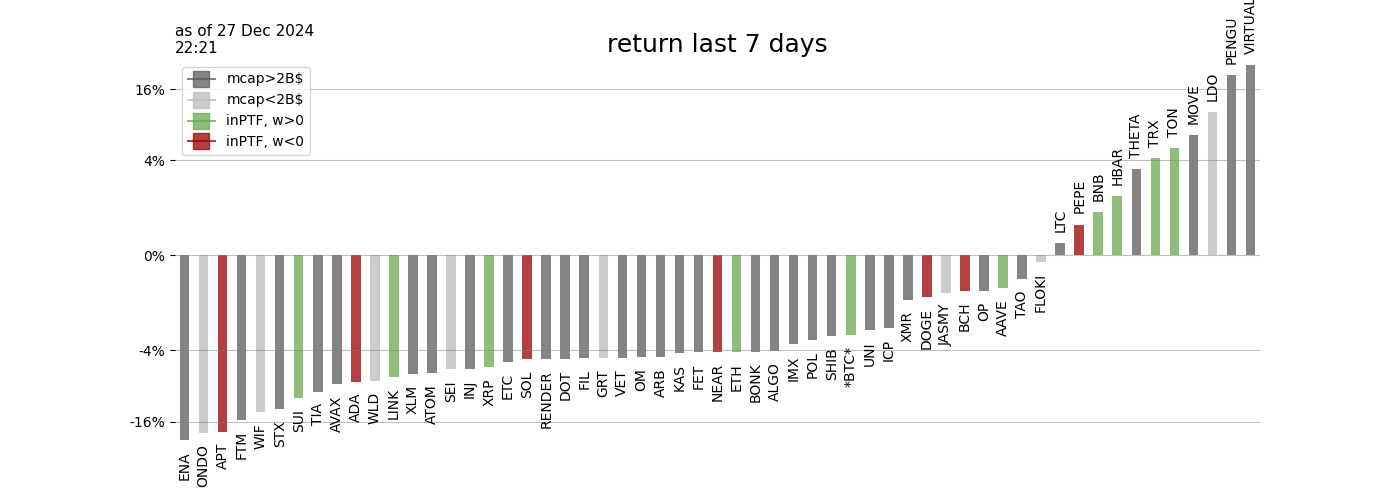 as of 27 Dec 2024
22:21
return last 7 days
mcap>2B$
mcap<2B$
inPTF, w>0
inPTF, w<0
16%
4%
0%
-4%
-16%
ENA
ONDO
APT
FTM
WIF
STX
SUI
TIA
AVAX
ADA
WLD
LINK
XLM
ATOM
SEI
INJ
XRP
ETC
SOL
RENDER
DOT
FIL
GRT
VET
OM
ARB
KAS
FET
NEAR
ETH
BONK
ALGO
IMX
POL
SHIB
*BTC*
UNI
ICP
XMR
DOGE
JASMY
BCH
OP
AAVE
TAO
FLOKI
LTC
PEPE
BNB
HBAR
THETA
TRX
TON
MOVE
LDO
PENGU
VIRTUAL